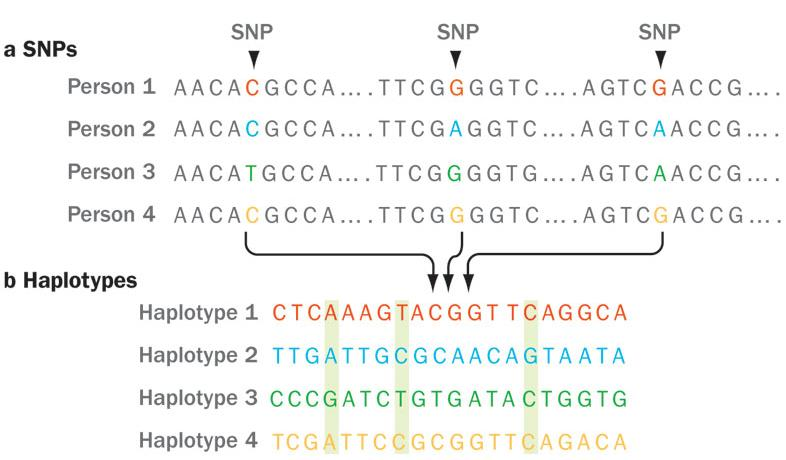 SNP SNP SNP
a SNPs
Person 1 AACACGCCA....TTCGGGGTC....AGTCGACCG....
Person 2 AACACGCCA....TTCGAGGTC....AGTCAACCG....
Person 3 AACATGCCA....TTCGGGGTG....AGTCAACCG....
Person 4 AACACGCCA....TTCGGGGTC....AGTCGACCG....
b Haplotypes
Haplotype 1 CTCAAAGTACGGTTCAGGCA
Haplotype 2 TTGATTGCGCAACAGTAATA
Haplotype 3 CCCGATCTGTGATACTGGTG
Haplotype 4 TCGATTCCGCGGTTCAGACA